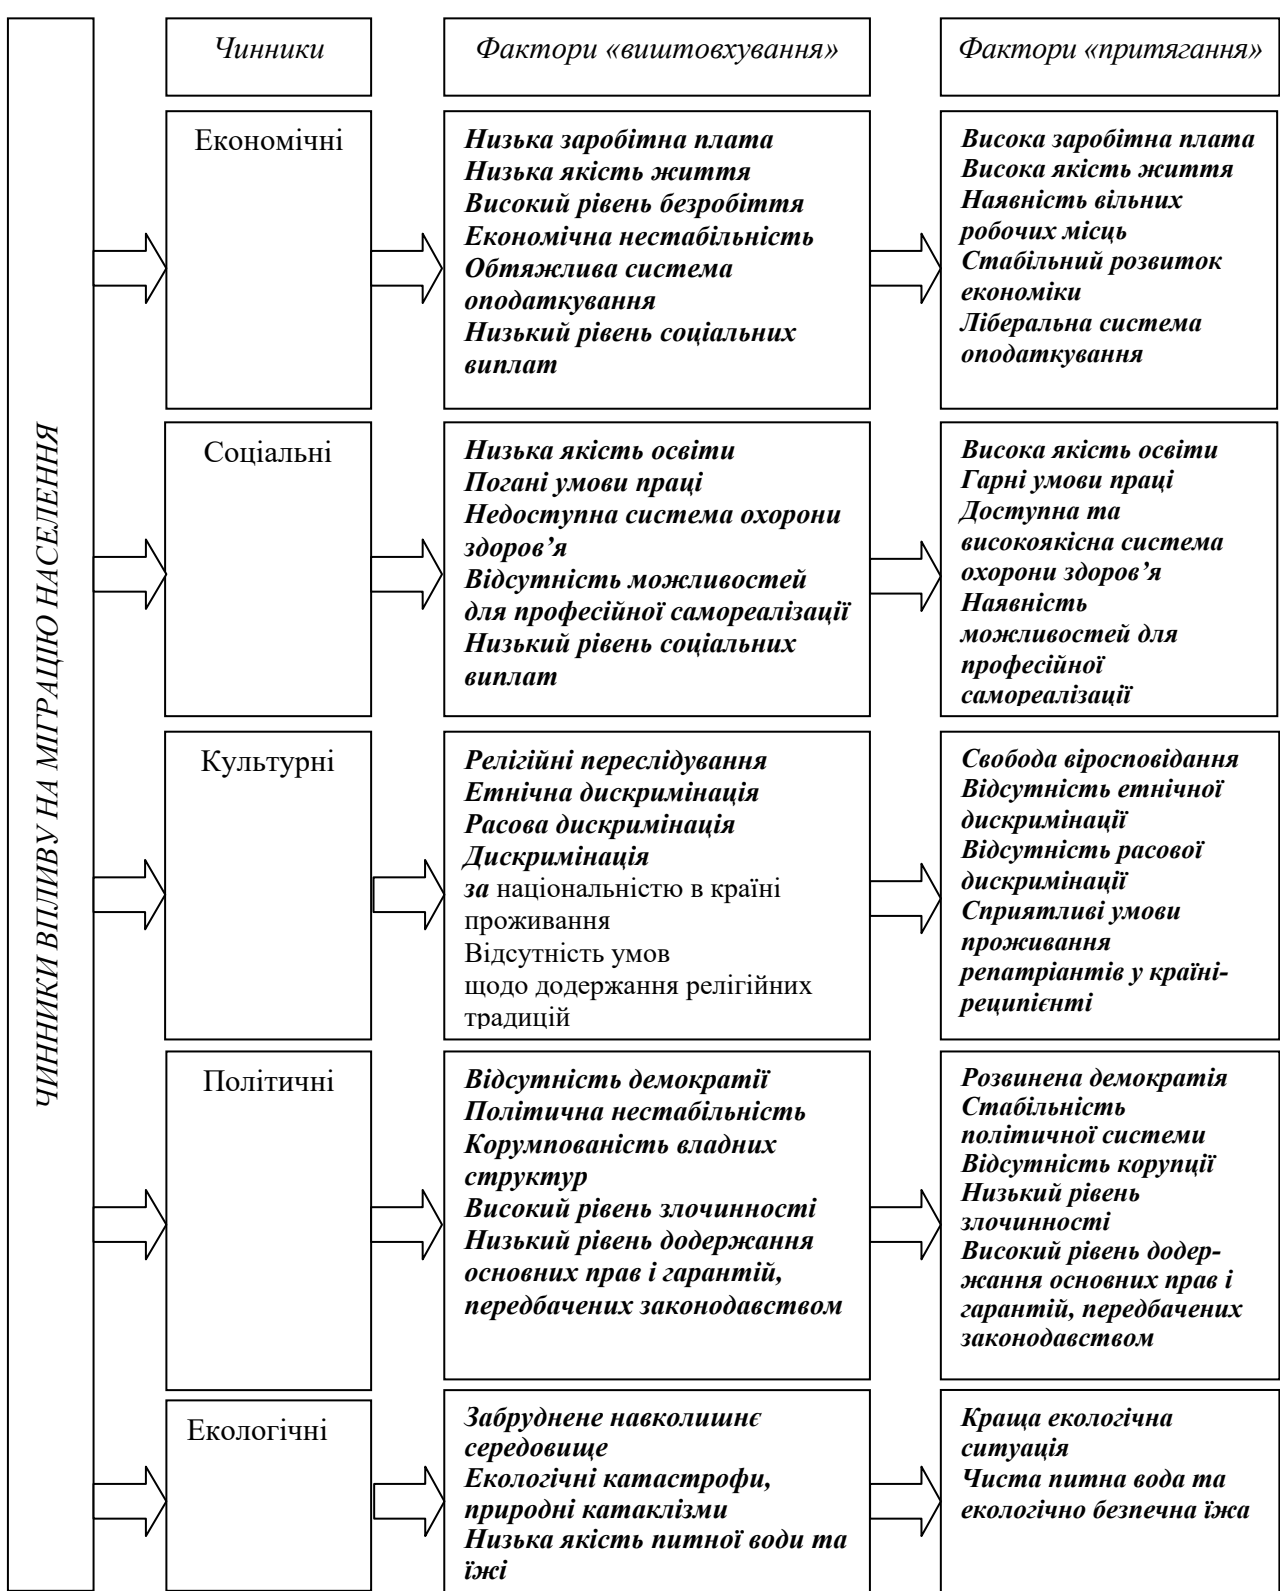 ЧИННИКИ ВПЛИВУ НА МІГРАЦІЮ НАСЕЛЕННЯ
Чинники
Фактори «виштовхування»
Фактори «притягання»
Економічні
Низька заробітна плата
Низька якість життя
Високий рівень безробіття
Економічна нестабільність
Обтяжлива система
оподаткування
Низький рівень соціальних
виплат
Висока заробітна плата
Висока якість життя
Наявність вільних
робочих місць
Стабільний розвиток
економіки
Ліберальна система
оподаткування
Соціальні
Низька якість освіти
Погані умови праці
Недоступна система охорони
здоров’я
Відсутність можливостей
для професійної самореалізації
Низький рівень соціальних
виплат
Висока якість освіти
Гарні умови праці
Доступна та
високоякісна система
охорони здоров’я
Наявність
можливостей для
професійної
самореалізації
Культурні
Релігійні переслідування
Етнічна дискримінація
Расова дискримінація
Дискримінація
за національністю в країні
проживання
Відсутність умов
щодо додержання релігійних
традицій
Свобода віросповідання
Відсутність етнічної
дискримінації
Відсутність расової
дискримінації
Сприятливі умови
проживання
репатріантів у країні-
реципієнті
Політичні
Відсутність демократії
Політична нестабільність
Корумпованість владних
структур
Високий рівень злочинності
Низький рівень додержання
основних прав і гарантій,
передбачених законодавством
Розвинена демократія
Стабільність
політичної системи
Відсутність корупції
Низький рівень
злочинності
Високий рівень додер-
жання основних прав і
гарантій, передбачених
законодавством
Екологічні
Забруднене навколишнє
середовище
Екологічні катастрофи,
природні катаклізми
Низька якість питної води та
їжі
Краща екологічна
ситуація
Чиста питна вода та
екологічно безпечна їжа